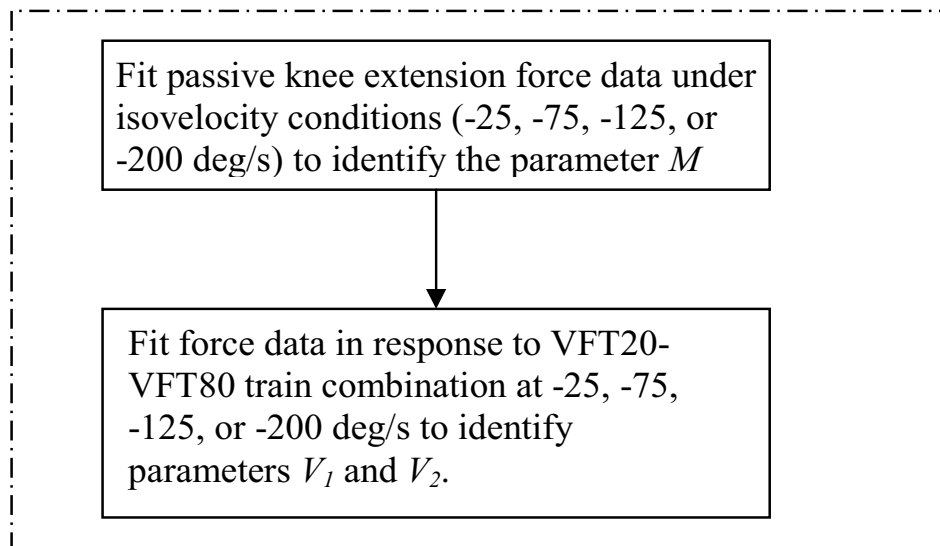 Fit passive knee extension force data under
isovelocity conditions (-25, -75, -125, or
-200 deg/s) to identify the parameter M
Fit force data in response to VFT20-
VFT80 train combination at -25, -75,
-125, or -200 deg/s to identify
parameters V₁ and V₂.